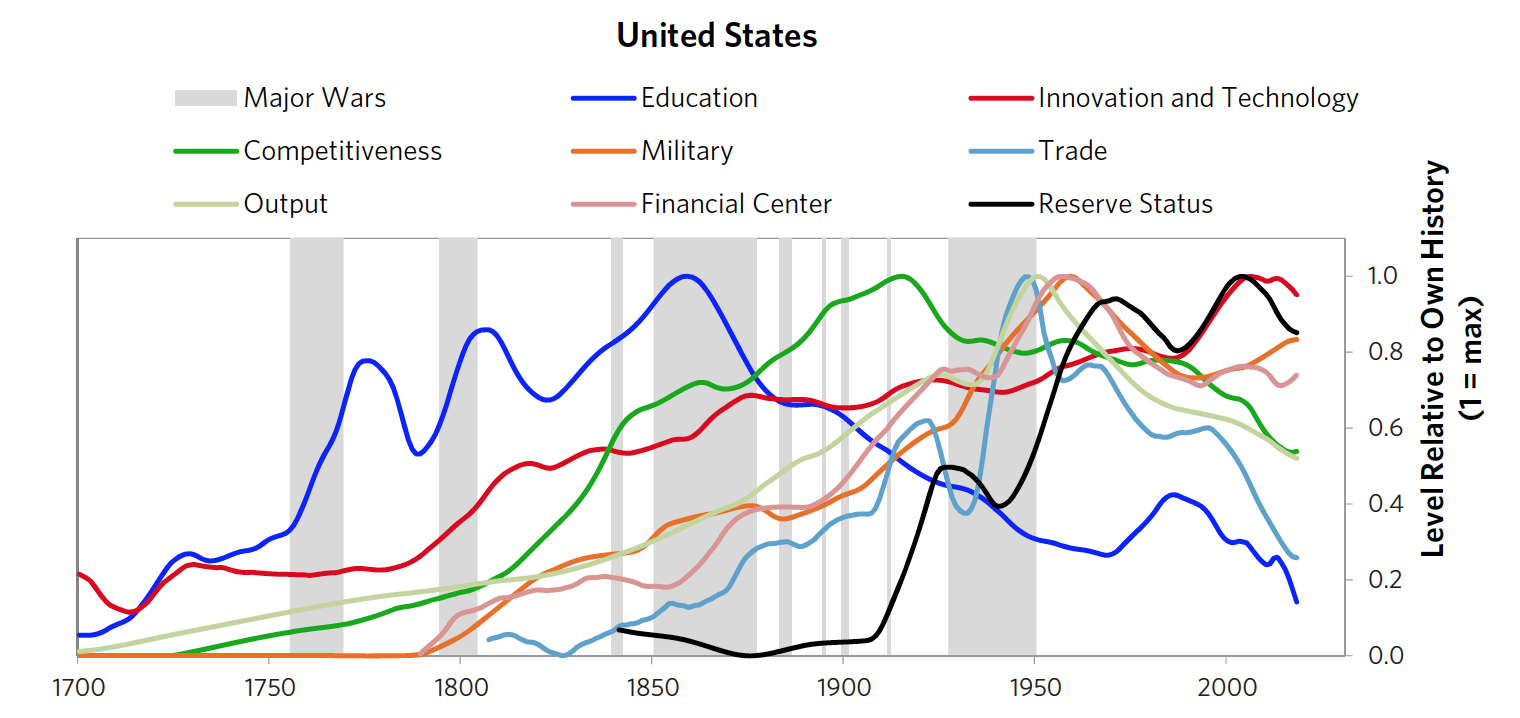 United States
Major Wars
Education
Innovation and Technology
Competitiveness
Military
Trade
Output
Financial Center
Reserve Status
1.0
0.8
0.6
0.4
0.2
0.0
Level Relative to Own History
(1 = max)
1700
1750
1800
1850
1900
1950
2000